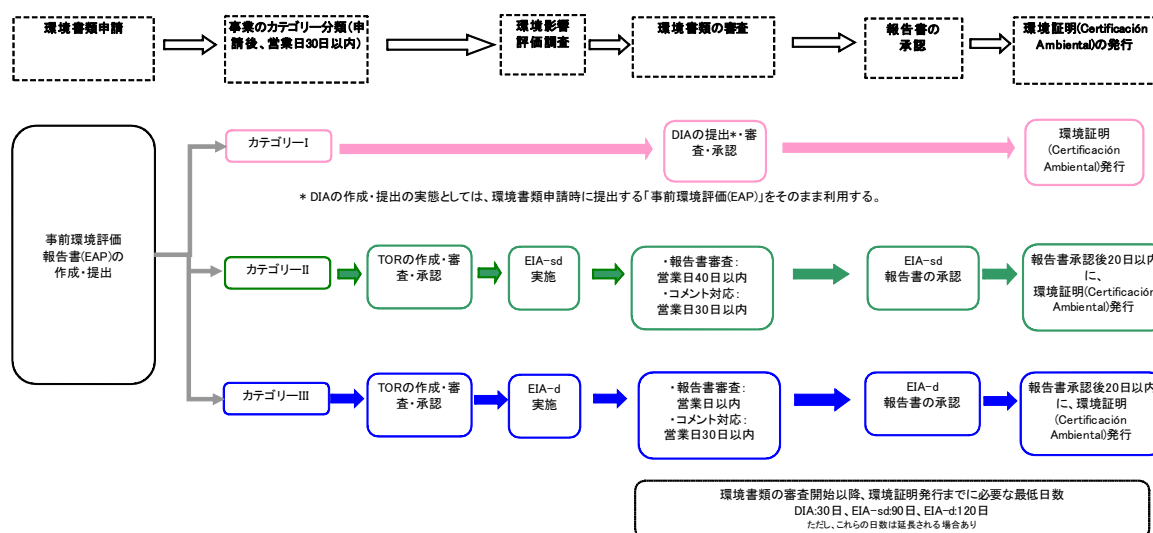 環境書類申請
事業のカテゴリー分類(申
請後、営業日30日以内)
環境影響
評価調査
環境書類の審査
報告書の
承認
環境証明(Certificación
Ambiental)の発行
事前環境評価
報告書(EAP)の
作成・提出
カテゴリーI
DIAの提出*・審
査・承認
環境証明
(Certificación
Ambiental)発行
* DIAの作成・提出の実態としては、環境書類申請時に提出する「事前環境評価(EAP)」をそのまま利用する。
カテゴリーII
TORの作成・審
査・承認
EIA-sd
実施
・報告書審査:
営業日40日以内
・コメント対応:
営業日30日以内
EIA-sd
報告書の承認
報告書承認後20日以内
に、
環境証明(Certificación
Ambiental)発行
カテゴリーIII
TORの作成・審
査・承認
EIA-d
実施
・報告書審査:
営業日以内
・コメント対応:
営業日30日以内
EIA-d
報告書の承認
報告書承認後20日以内
に、環境証明
(Certificación
Ambiental)発行
環境書類の審査開始以降、環境証明発行までに必要な最低日数
DIA:30日、EIA-sd:90日、EIA-d:120日
ただし、これらの日数は延長される場合あり